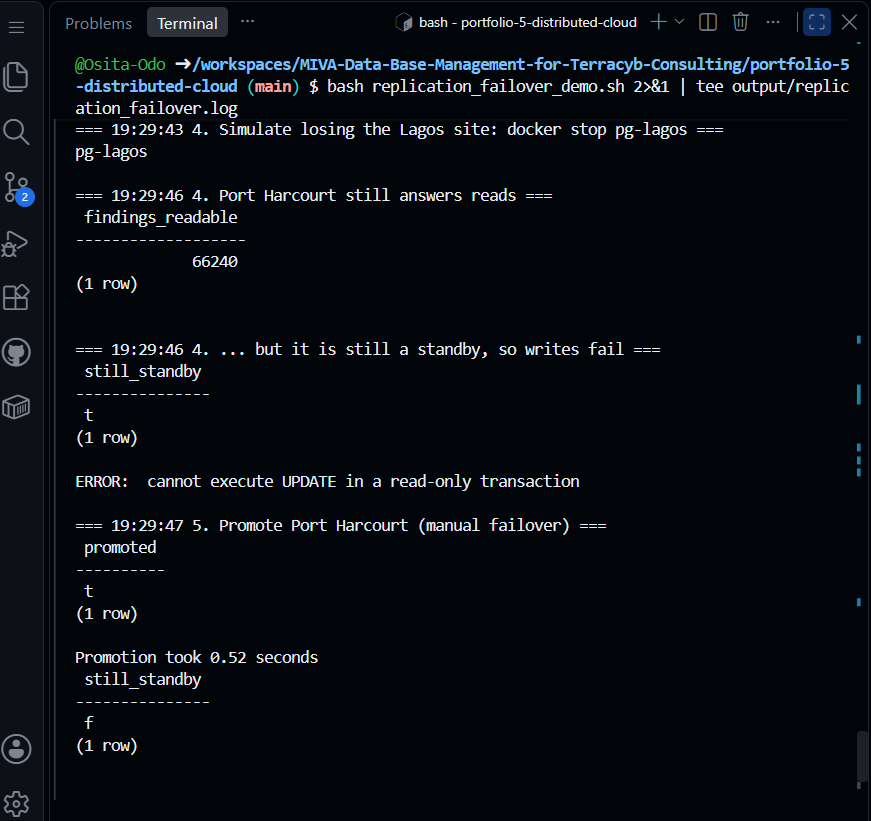 Problems Terminal ... bash - portfolio-5-distributed-cloud
@Osita-Odo ➜/workspaces/MIVA-Data-Base-Management-for-Terracyb-Consulting/portfolio-5
-distributed-cloud (main) $ bash replication_failover_demo.sh 2>&1 | tee output/replic
ation_failover.log
=== 19:29:43 4. Simulate losing the Lagos site: docker stop pg-lagos ===
pg-lagos
=== 19:29:46 4. Port Harcourt still answers reads ===
findings_readable
-------------------
66240
(1 row)
=== 19:29:46 4. ... but it is still a standby, so writes fail ===
still_standby
---------------
t
(1 row)
ERROR:  cannot execute UPDATE in a read-only transaction
=== 19:29:47 5. Promote Port Harcourt (manual failover) ===
promoted
----------
t
(1 row)
Promotion took 0.52 seconds
still_standby
---------------
f
(1 row)
2